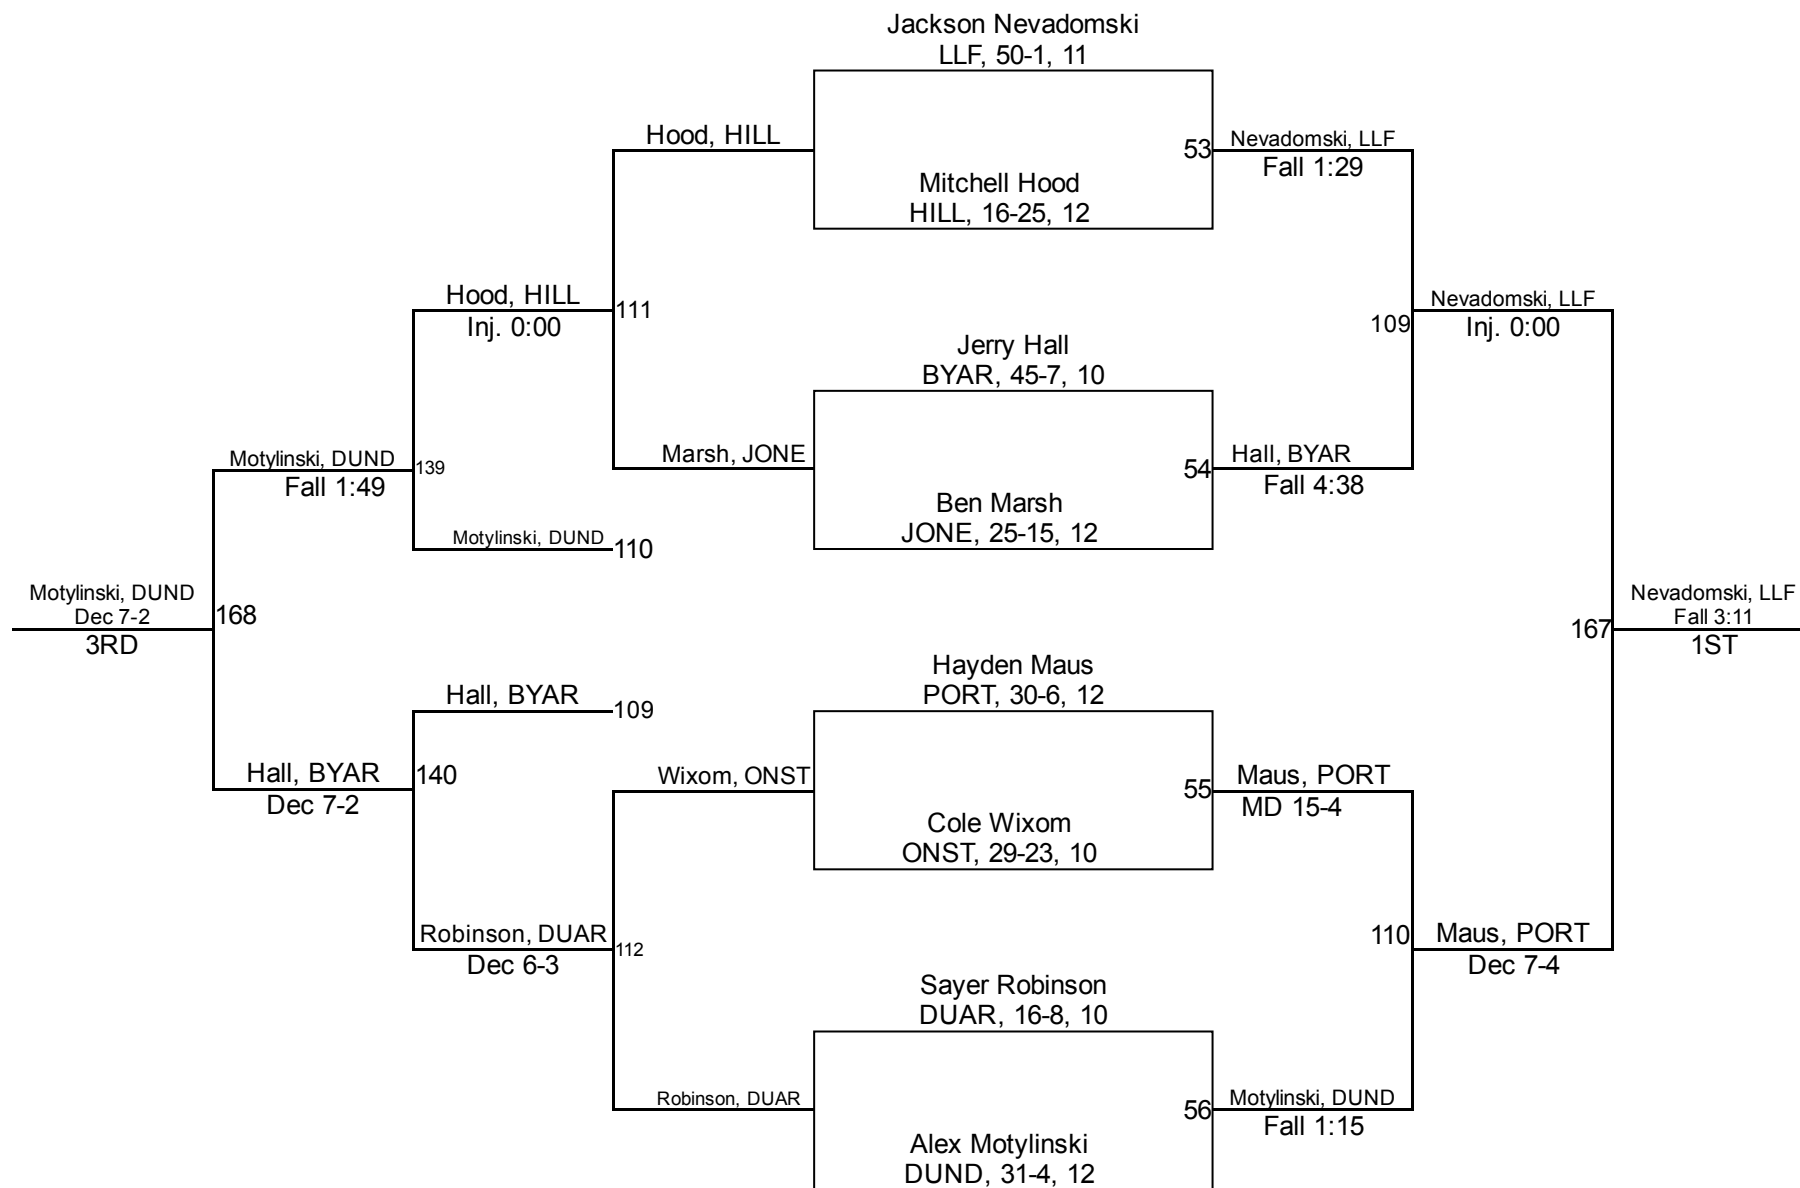 Jackson Nevadomski
LLF, 50-1, 11
Hood, HILL
53
Nevadomski, LLF
Fall 1:29
Mitchell Hood
HILL, 16-25, 12
Hood, HILL
Inj. 0:00
111
109
Nevadomski, LLF
Inj. 0:00
Jerry Hall
BYAR, 45-7, 10
Motylinski, DUND
Fall 1:49
139
Marsh, JONE
54
Hall, BYAR
Fall 4:38
Ben Marsh
JONE, 25-15, 12
Motylinski, DUND
110
Motylinski, DUND
Dec 7-2
3RD
168
167
Nevadomski, LLF
Fall 3:11
1ST
Hayden Maus
PORT, 30-6, 12
Hall, BYAR
109
Hall, BYAR
Dec 7-2
140
Wixom, ONST
55
Maus, PORT
MD 15-4
Cole Wixom
ONST, 29-23, 10
Robinson, DUAR
Dec 6-3
112
110
Maus, PORT
Dec 7-4
Sayer Robinson
DUAR, 16-8, 10
Robinson, DUAR
56
Motylinski, DUND
Fall 1:15
Alex Motylinski
DUND, 31-4, 12